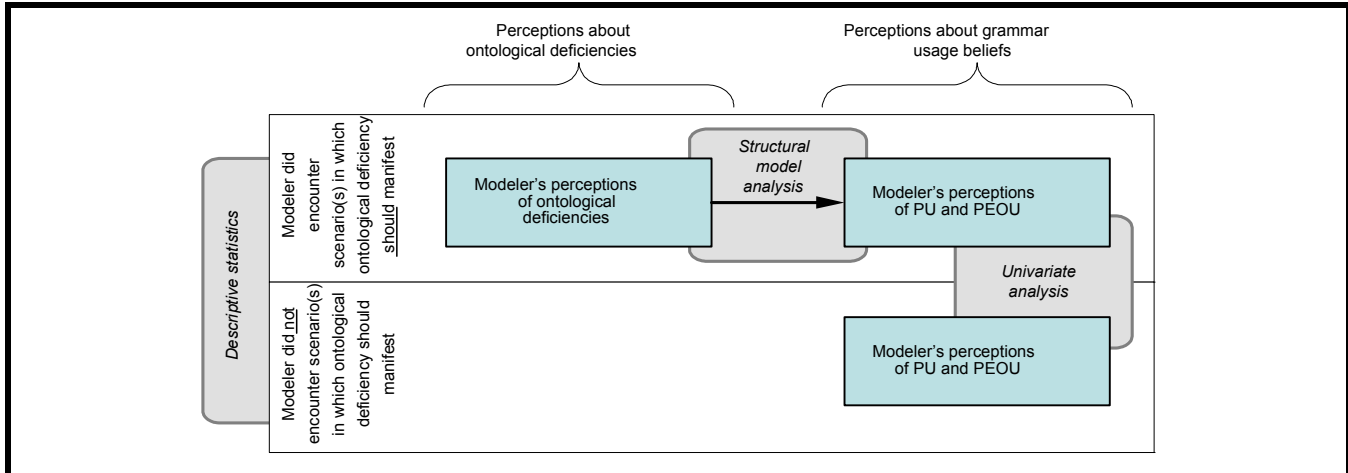 Perceptions about
ontological deficiencies
Perceptions about grammar
usage beliefs
Descriptive statistics
Modeler did
encounter
scenario(s) in which
ontological deficiency
should manifest
Modeler's perceptions
of ontological
deficiencies
Structural
model
analysis
Modeler's perceptions
of PU and PEOU
Univariate
analysis
Modeler did not
encounter scenario(s)
in which ontological
deficiency should
manifest
Modeler's perceptions
of PU and PEOU